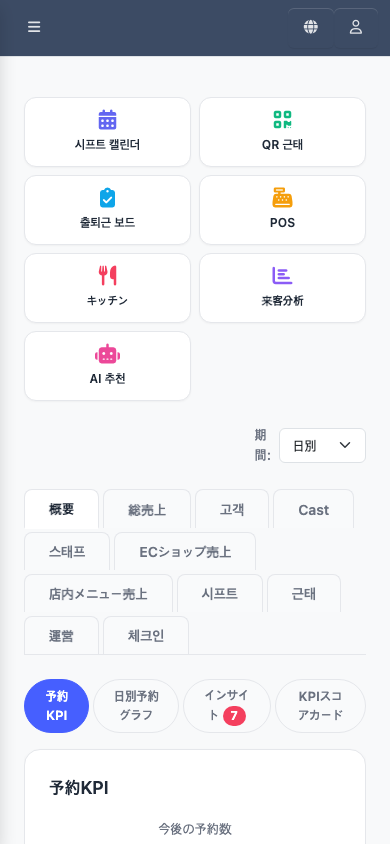 시프트 캘린더
QR 근태
출퇴근 보드
POS
キッチン
来客分析
AI 추천
期
間:
日別
概要
総売上
고객
Cast
스태프
ECショップ売上
店内メニュー売上
시프트
근태
運営
체크인
予約
KPI
日別予約
グラフ
インサイ
ト 7
KPIスコ
アカード
予約KPI
今後の予約数